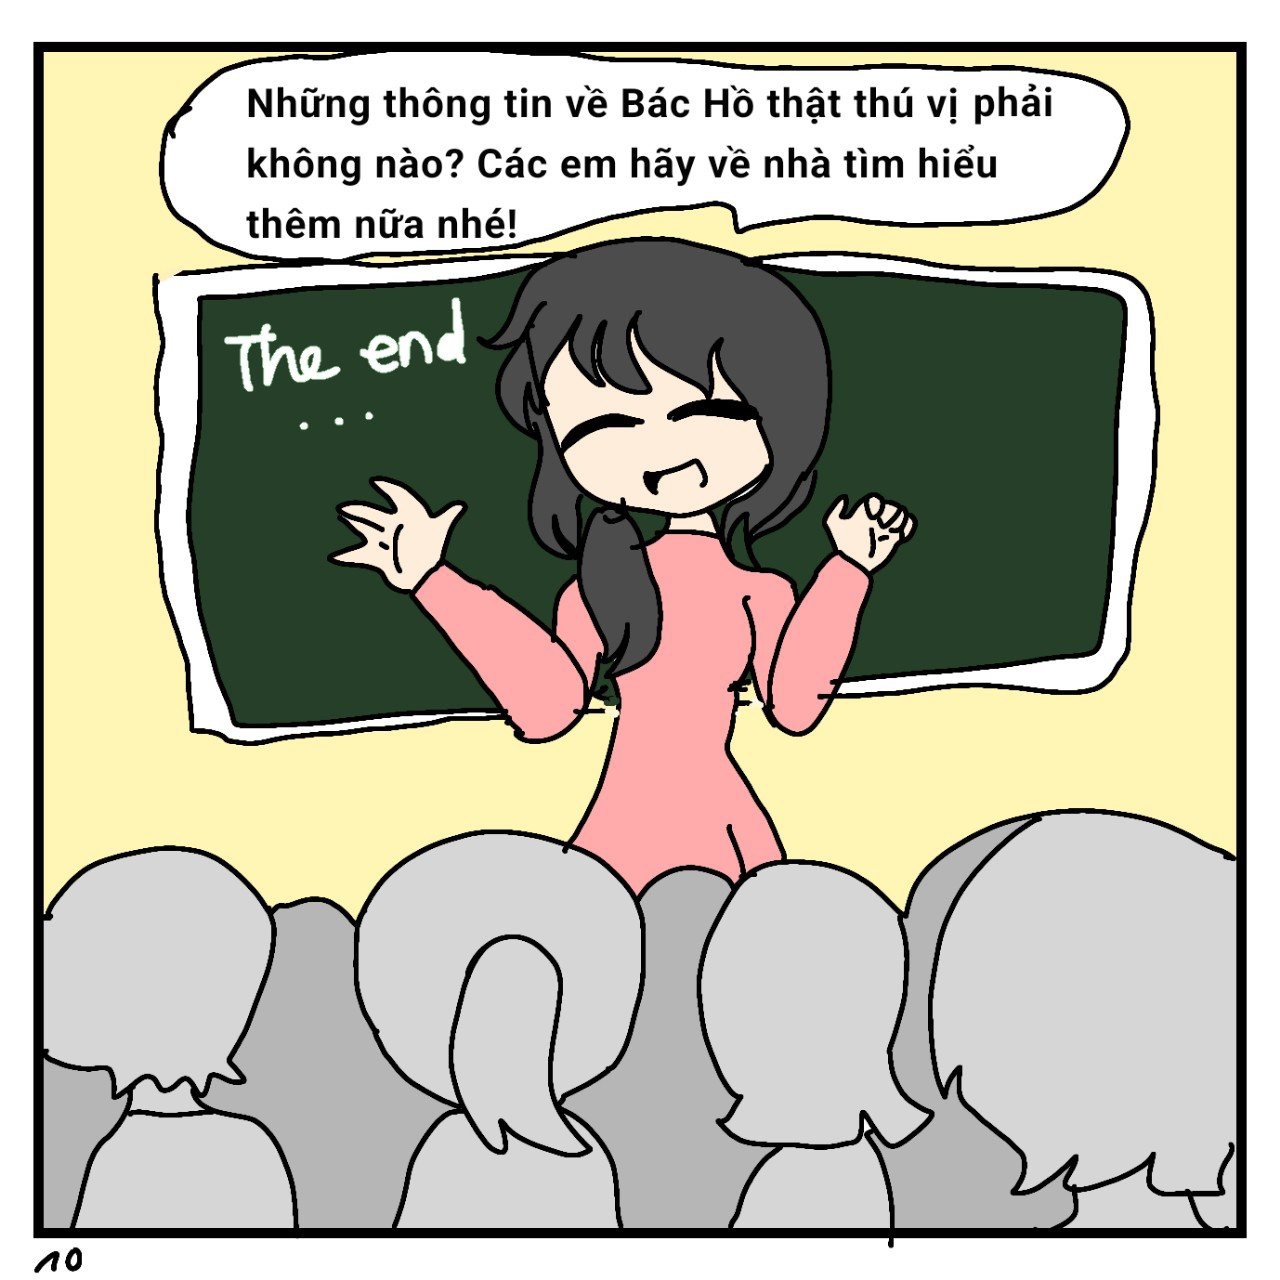 Những thông tin về Bác Hồ thật thú vị phải
không nào? Các em hãy về nhà tìm hiểu
thêm nữa nhé!
The end
...
10